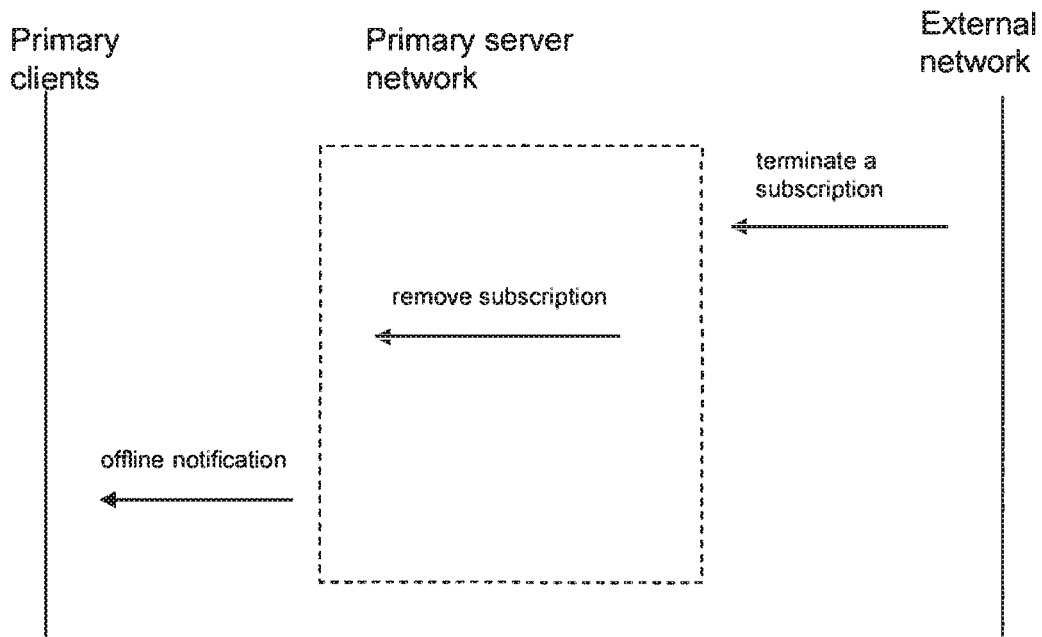 Primary
clients
Primary server
network
External
network
terminate a
subscription
remove subscription
offline notification